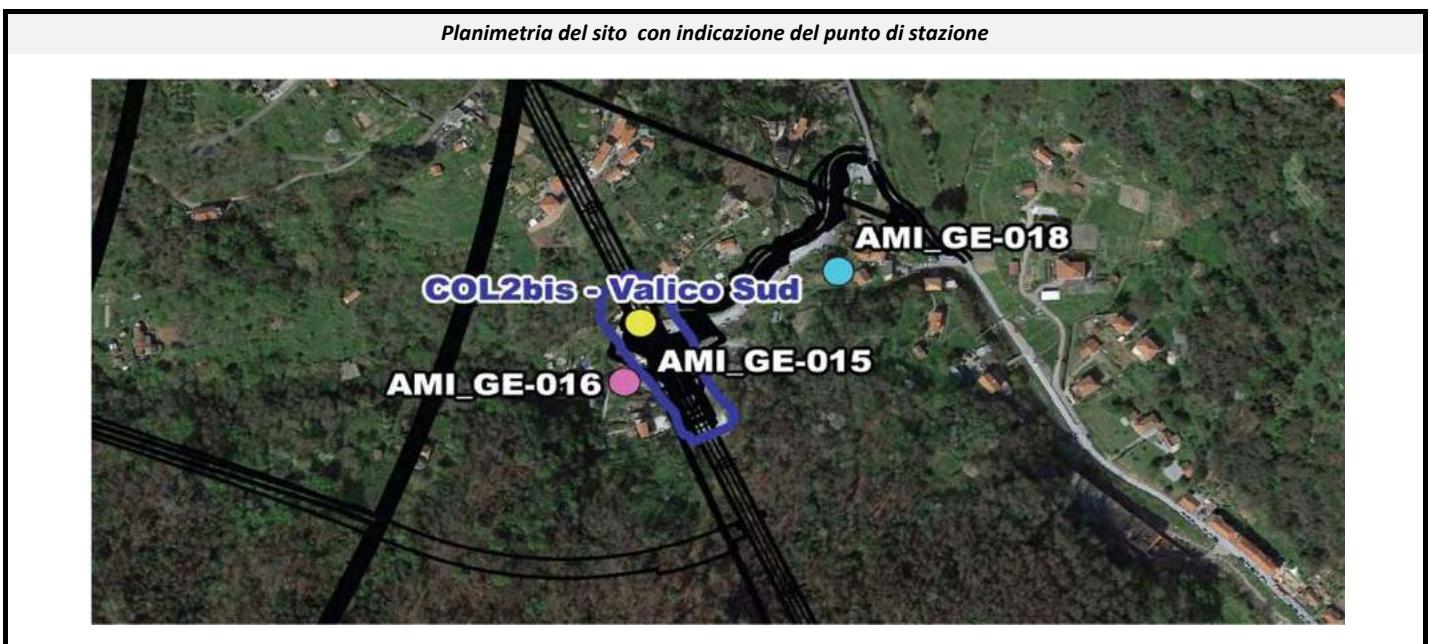 Planimetria del sito con indicazione del punto di stazione
AMI_GE-018
COL2bis - Valico Sud
AMI_GE-015
AMI_GE-016